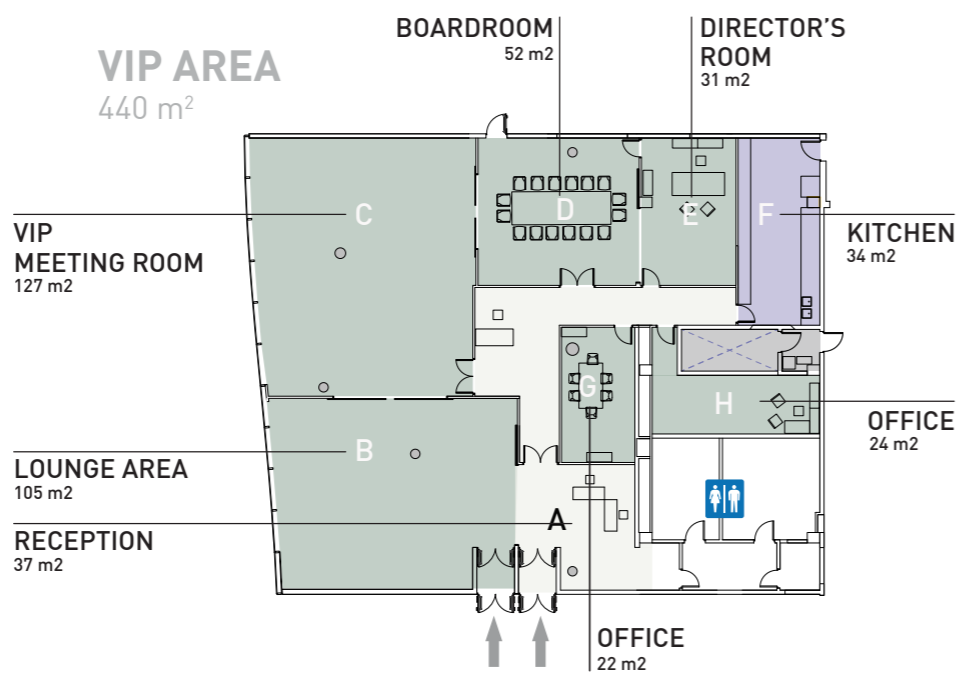 VIP AREA
440 m²
BOARDROOM
52 m2
DIRECTOR'S
ROOM
31 m2
C
D
E
F
VIP
MEETING ROOM
127 m2
KITCHEN
34 m2
G
H
OFFICE
24 m2
B
LOUNGE AREA
105 m2
A
RECEPTION
37 m2
OFFICE
22 m2